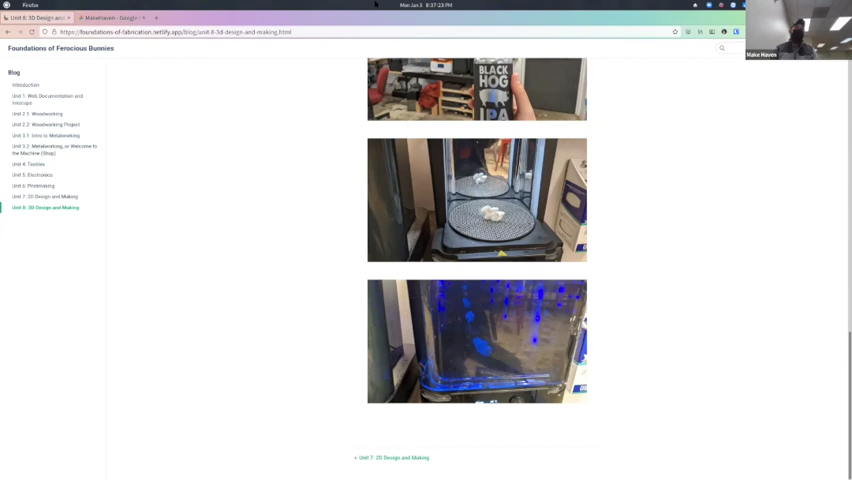 Firefox
Mon Jan 3 8:37:23 PM
Unit 8: 3D Design and
MakeHaven - Google
https://foundations-of-fabrication.netlify.app/blog/unit-8-3d-design-and-making.html
Make Haven
Foundations of Ferocious Bunnies
Blog
Introduction
Unit 1: Web Documentation and
Inkscape
Unit 2.1: Woodworking
Unit 2.2: Woodworking Project
Unit 3.1: Intro to Metalworking
Unit 3.2: Metalworking, or Welcome to
the Machine (Shop)
Unit 4: Textiles
Unit 5: Electronics
Unit 6: Printmaking
Unit 7: 2D Design and Making
Unit 8: 3D Design and Making
BLACK
HOG
IPA
Unit 7: 2D Design and Making